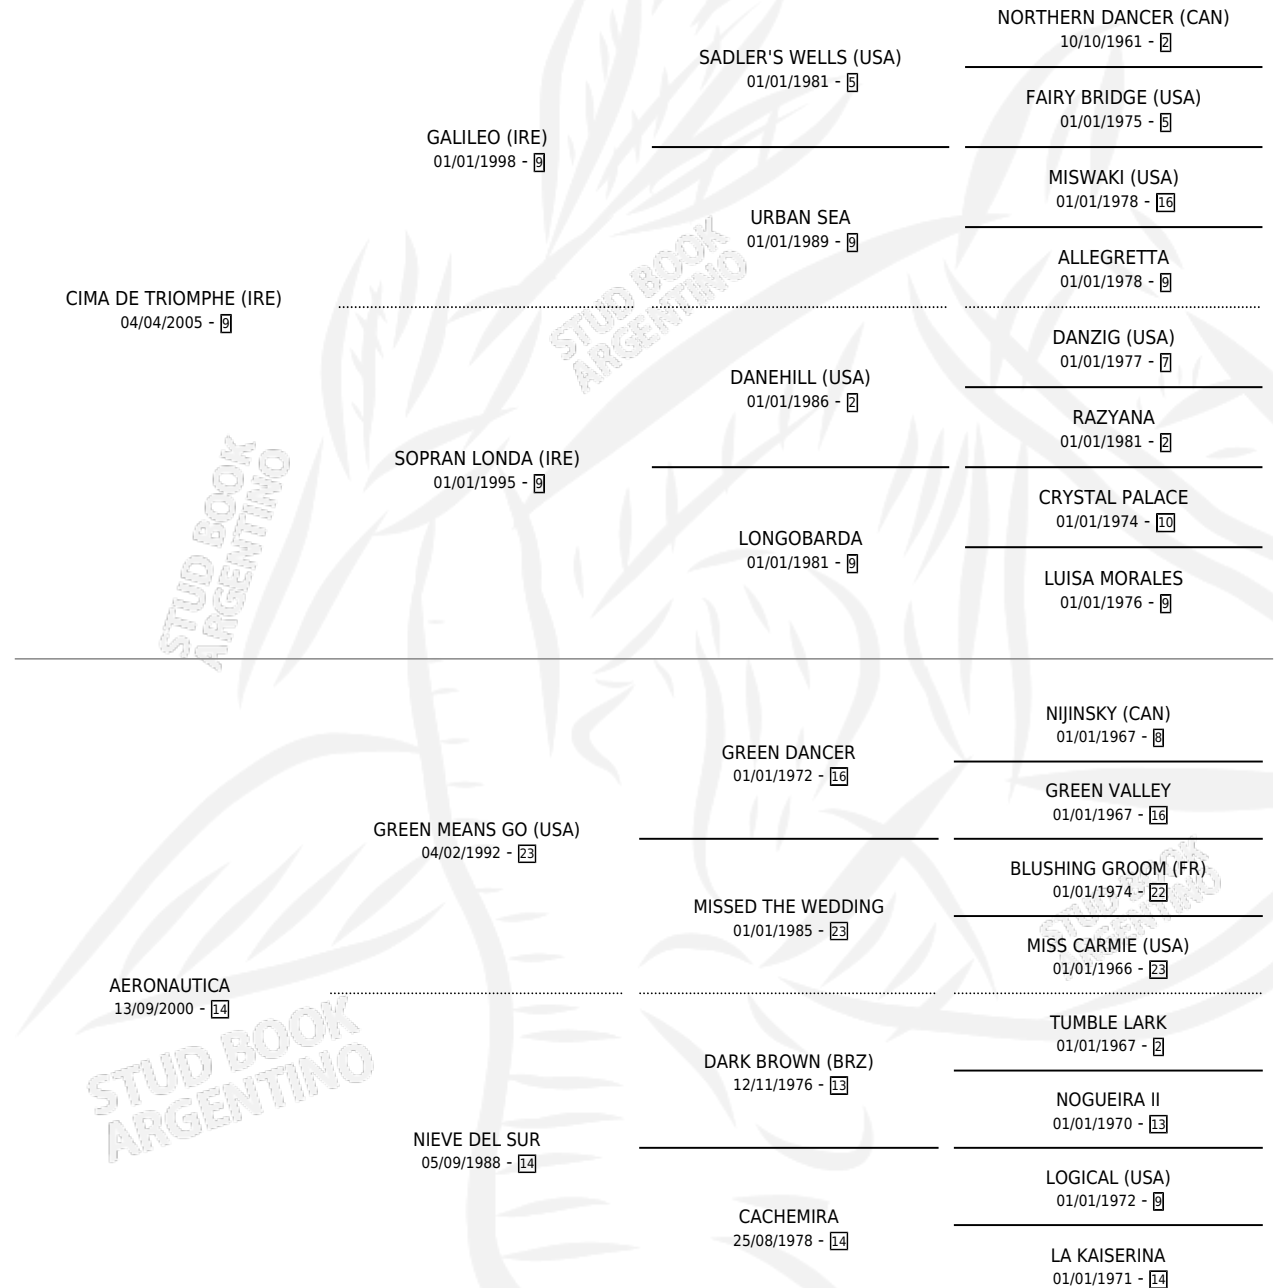 NORTHERN DANCER (CAN)
10/10/1961 - 2
SADLER'S WELLS (USA)
01/01/1981 - 5
FAIRY BRIDGE (USA)
01/01/1975 - 5
GALILEO (IRE)
01/01/1998 - 9
MISWAKI (USA)
01/01/1978 - 16
URBAN SEA
01/01/1989 - 9
ALLEGRETTA
01/01/1978 - 9
CIMA DE TRIOMPHE (IRE)
04/04/2005 - 9
DANZIG (USA)
01/01/1977 - 7
DANEHILL (USA)
01/01/1986 - 2
RAZYANA
01/01/1981 - 2
SOPRAN LONDA (IRE)
01/01/1995 - 9
CRYSTAL PALACE
01/01/1974 - 10
LONGOBARDA
01/01/1981 - 9
LUISA MORALES
01/01/1976 - 9
NIJINSKY (CAN)
01/01/1967 - 8
GREEN DANCER
01/01/1972 - 16
GREEN VALLEY
01/01/1967 - 16
GREEN MEANS GO (USA)
04/02/1992 - 23
BLUSHING GROOM (FR)
01/01/1974 - 22
MISSED THE WEDDING
01/01/1985 - 23
MISS CARMIE (USA)
01/01/1966 - 23
AERONAUTICA
13/09/2000 - 14
TUMBLE LARK
01/01/1967 - 2
DARK BROWN (BRZ)
12/11/1976 - 13
NOGUEIRA II
01/01/1970 - 13
NIEVE DEL SUR
05/09/1988 - 14
LOGICAL (USA)
01/01/1972 - 9
CACHEMIRA
25/08/1978 - 14
LA KAISERINA
01/01/1971 - 14
STUD BOOK
ARGENTINO
STUD BOOK
ARGENTINO
STUD BOOK
ARGENTINO
STUD BOOK
ARGENTINO